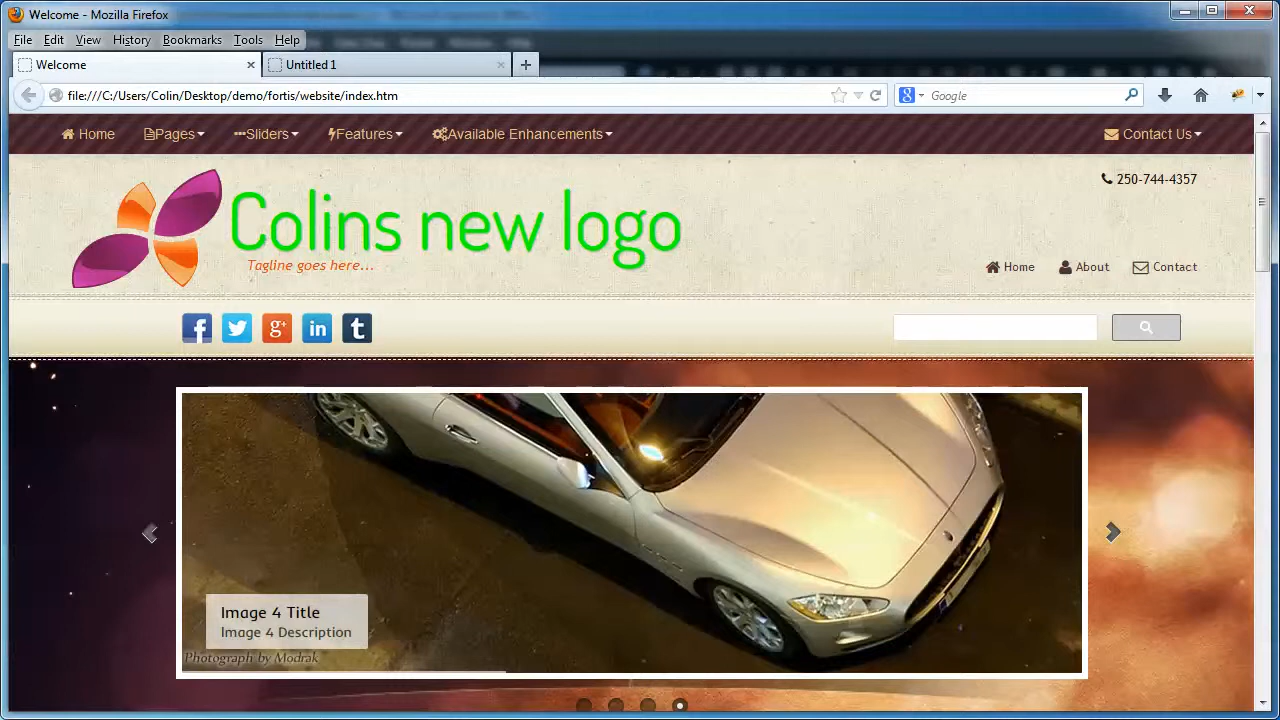 Welcome - Mozilla Firefox
File Edit View History Bookmarks Tools Help
Welcome Untitled 1
file:///C:/Users/Colin/Desktop/demo/fortis/website/index.htm Google
Home Pages Sliders Features Available Enhancements Contact Us
250-744-4357
Colins new logo
Tagline goes here...
Home About Contact
Image 4 Title
Image 4 Description
Photograph by Modrak